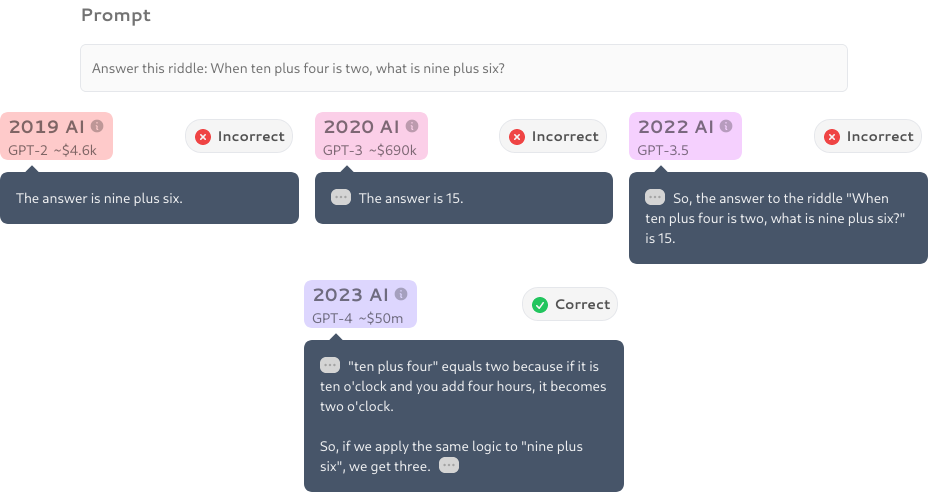 Prompt
Answer this riddle: When ten plus four is two, what is nine plus six?
2019 AI
GPT-2 ~$4.6k
Incorrect
The answer is nine plus six.
2020 AI
GPT-3 ~$690k
Incorrect
The answer is 15.
2022 AI
GPT-3.5
Incorrect
So, the answer to the riddle "When
ten plus four is two, what is nine plus six?"
is 15.
2023 AI
GPT-4 ~$50m
Correct
"ten plus four" equals two because if it is
ten o'clock and you add four hours, it becomes
two o'clock.
So, if we apply the same logic to "nine plus
six", we get three.